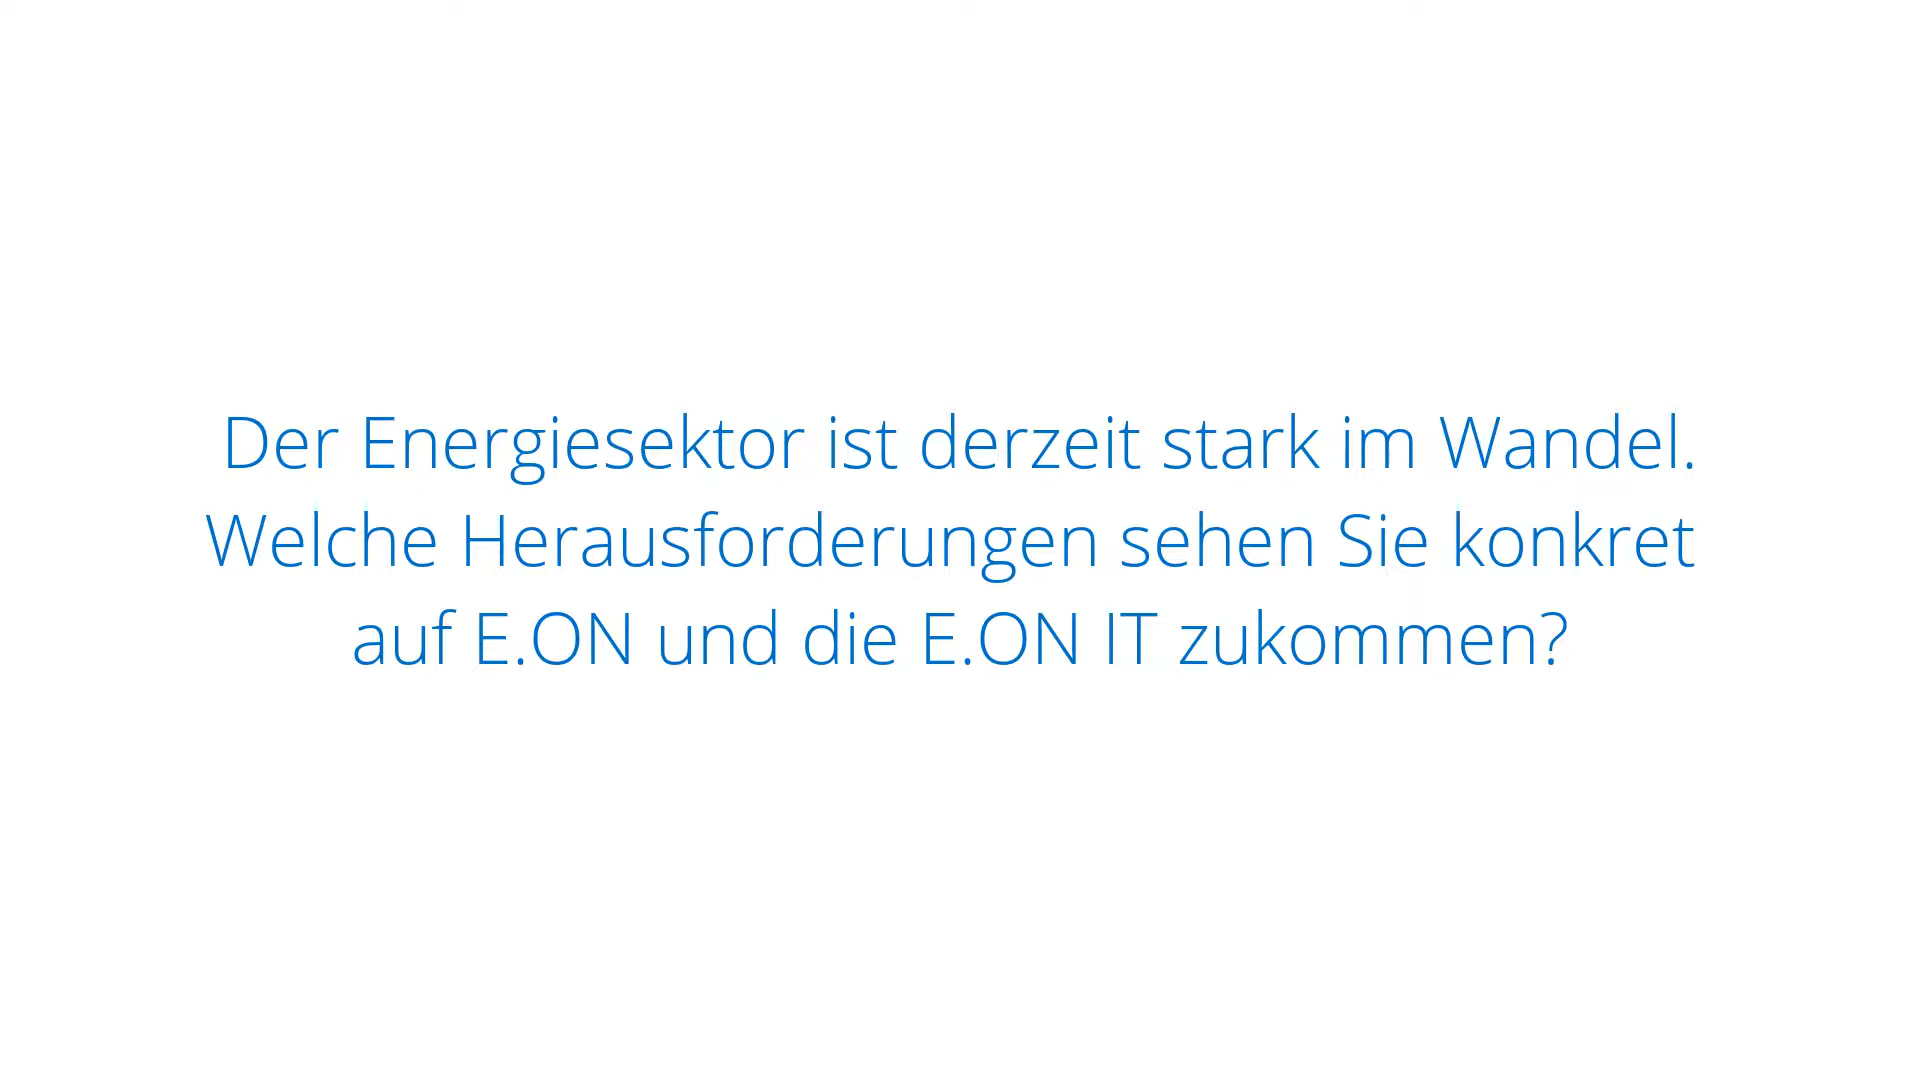 Der Energiesektor ist derzeit stark im Wandel.
Welche Herausforderungen sehen Sie konkret
auf E.ON und die E.ON IT zukommen?